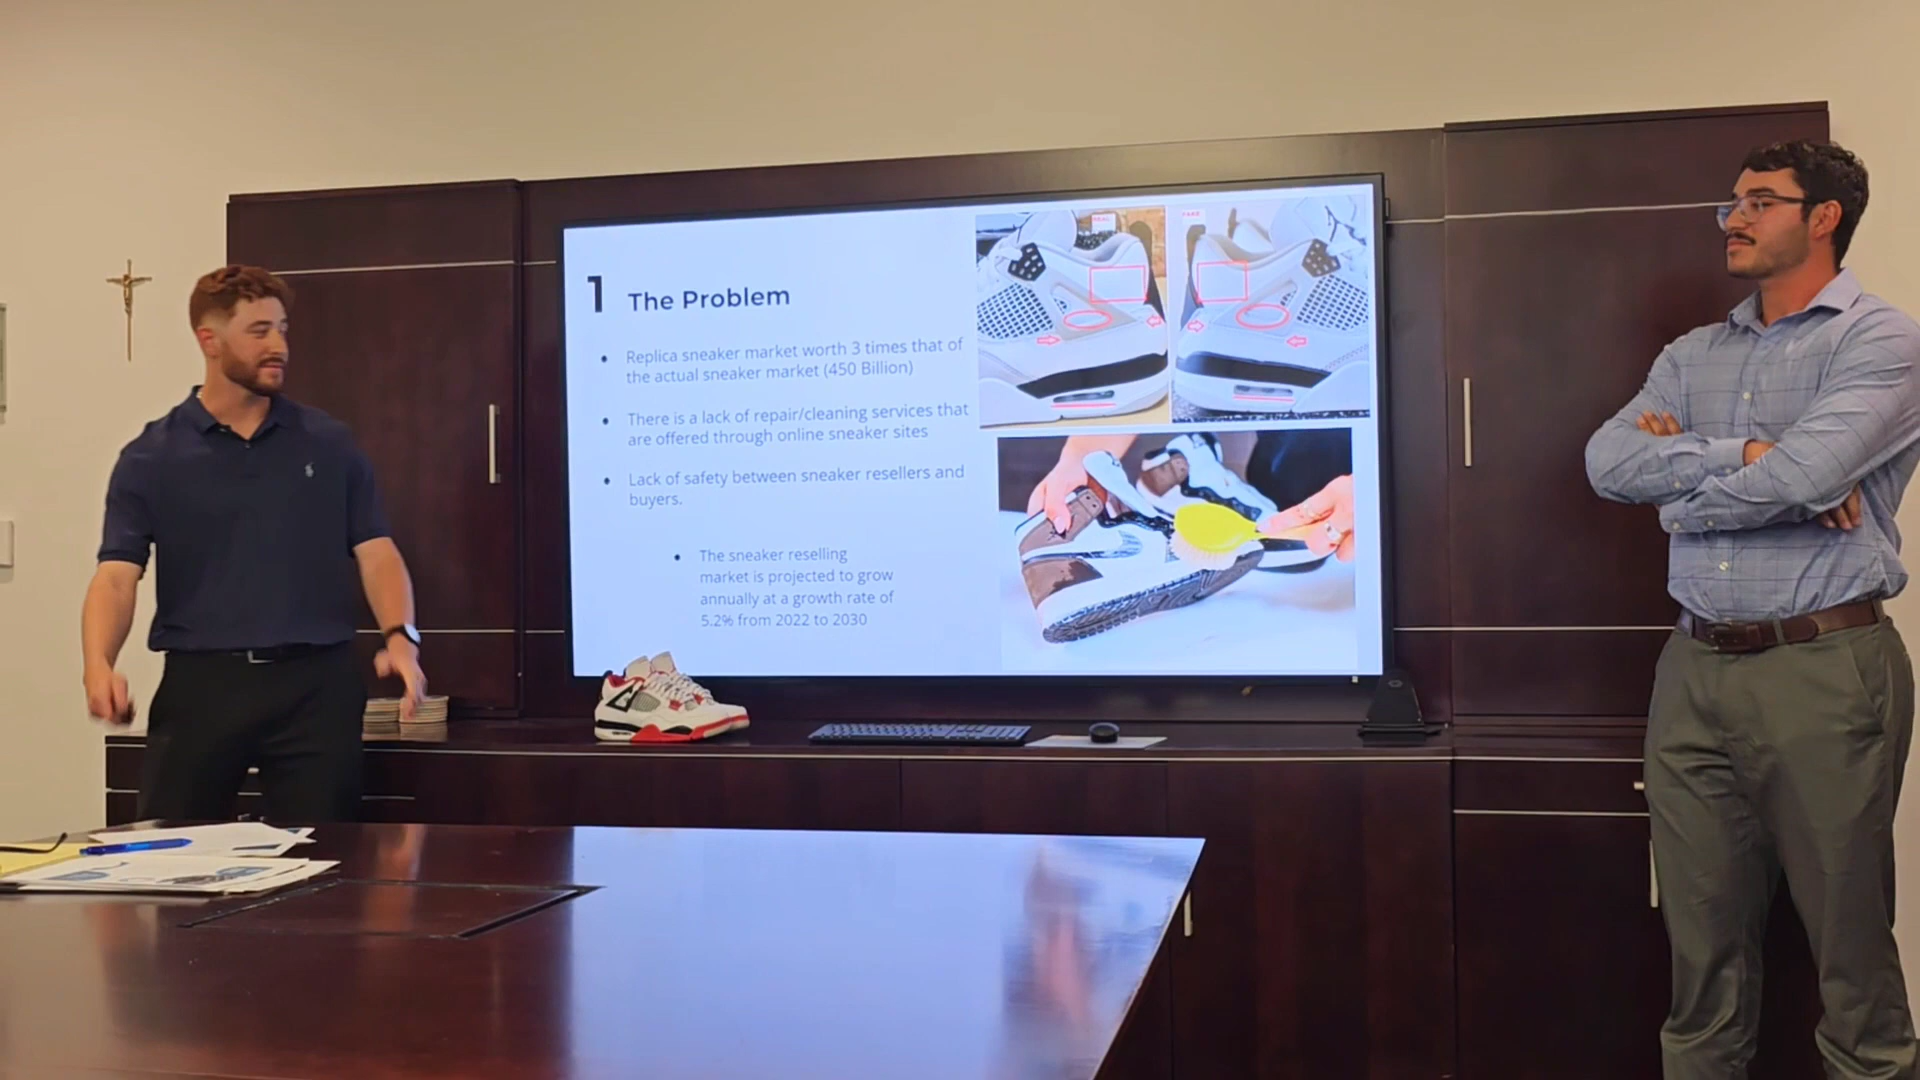 1 The Problem
• Replica sneaker market worth 3 times that of
the actual sneaker market (450 Billion)
• There is a lack of repair/cleaning services that
are offered through online sneaker sites
• Lack of safety between sneaker resellers and
buyers.
• The sneaker reselling
market is projected to grow
annually at a growth rate of
5.2% from 2022 to 2030
REAL
FAKE